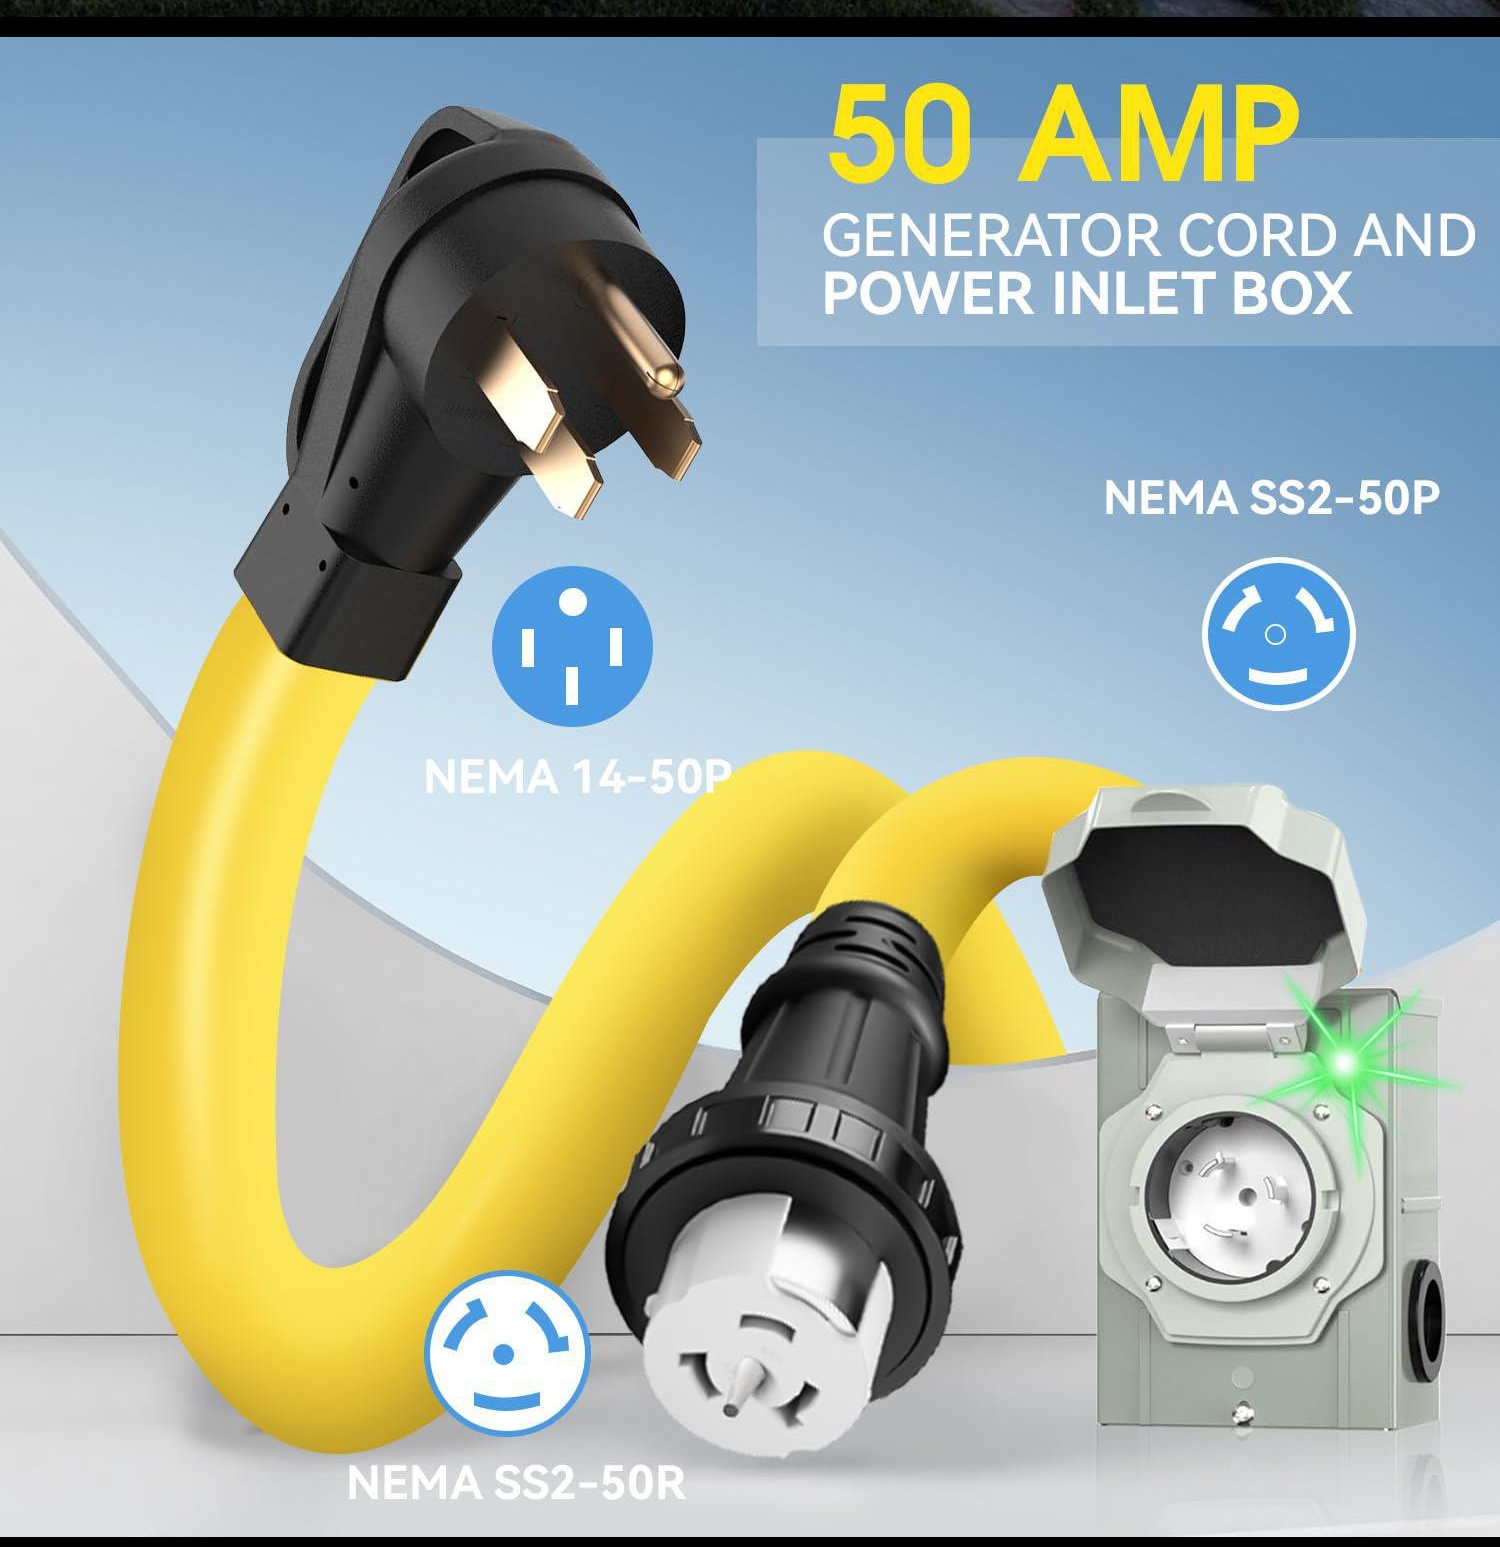 50 AMP
GENERATOR CORD AND
POWER INLET BOX
NEMA SS2-50P
NEMA 14-50P
NEMA SS2-50R